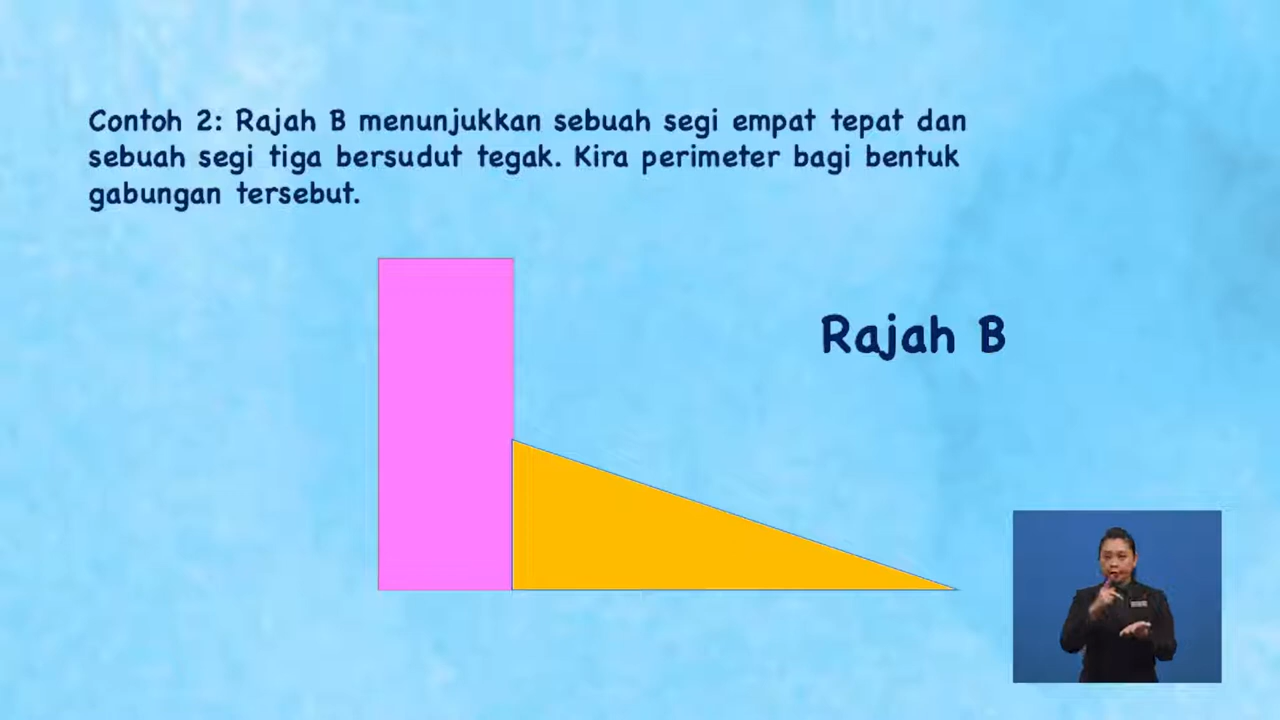 Contoh 2: Rajah B menunjukkan sebuah segi empat tepat dan
sebuah segi tiga bersudut tegak. Kira perimeter bagi bentuk
gabungan tersebut.
Rajah B